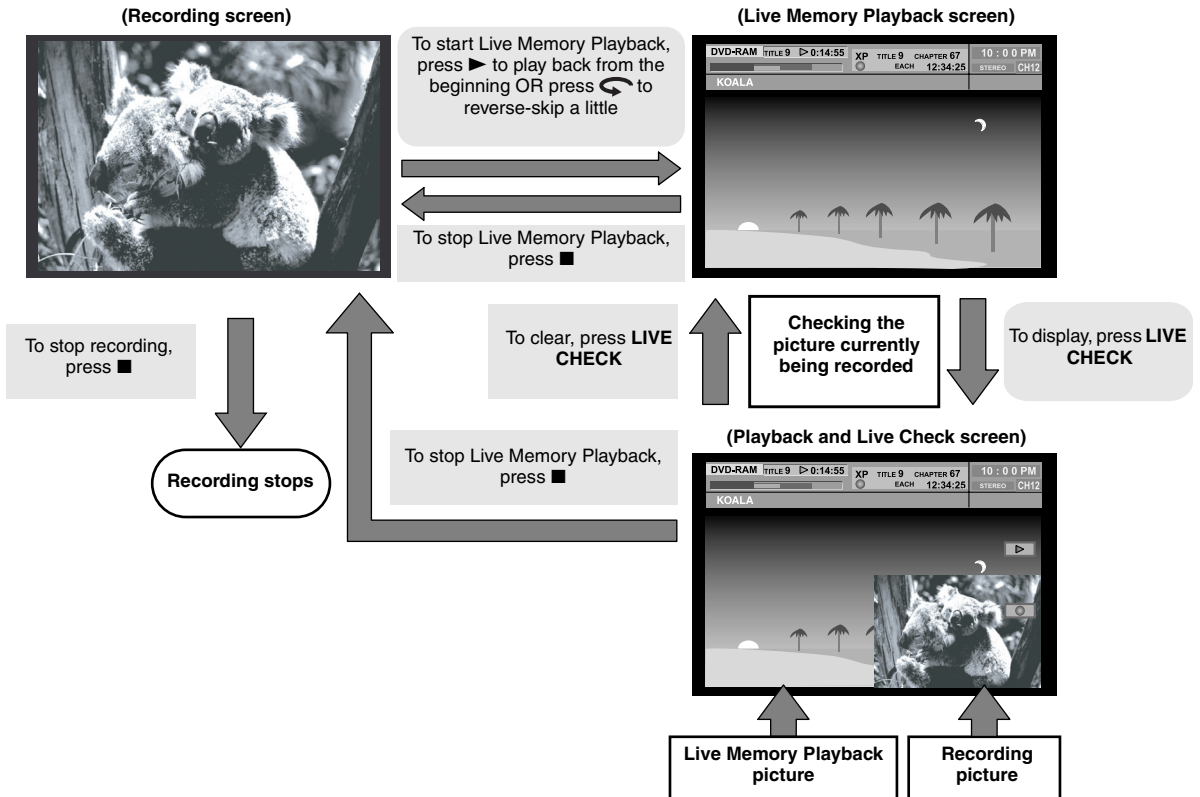 (Recording screen)
To start Live Memory Playback,
press ► to play back from the
beginning OR press to
reverse-skip a little
(Live Memory Playback screen)
DVD-RAM TITLE 9 ▷ 0:14:55
XP TITLE 9 CHAPTER 67
EACH 12:34:25
10 : 0 0 PM
STEREO CH12
KOALA
To stop Live Memory Playback,
press ■
To stop recording,
press ■
To clear, press LIVE
CHECK
Checking the
picture currently
being recorded
To display, press LIVE
CHECK
Recording stops
To stop Live Memory Playback,
press ■
(Playback and Live Check screen)
DVD-RAM TITLE 9 ▷ 0:14:55
XP TITLE 9 CHAPTER 67
EACH 12:34:25
10 : 0 0 PM
STEREO CH12
KOALA
Live Memory Playback
picture
Recording
picture